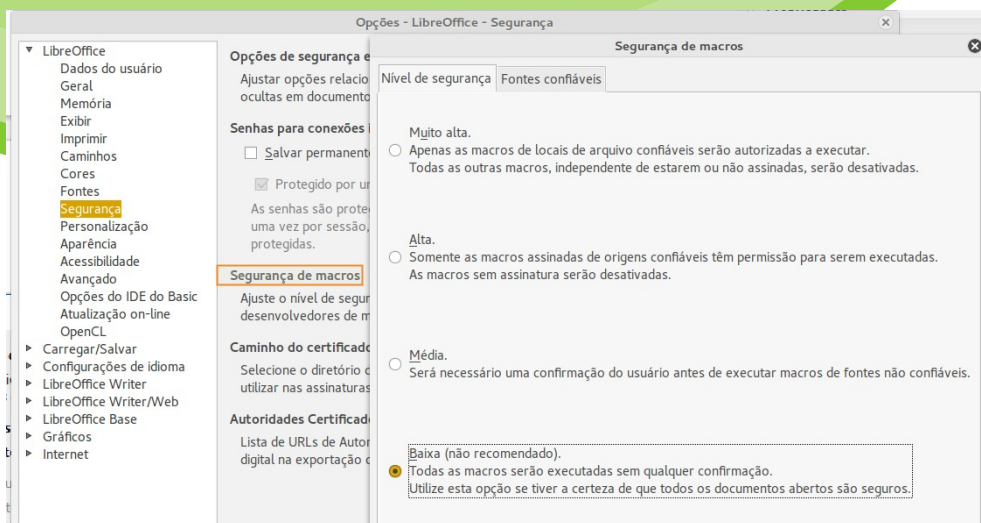 Opções - LibreOffice - Segurança
LibreOffice
Dados do usuário
Geral
Memória
Exibir
Imprimir
Caminhos
Cores
Fontes
Segurança
Personalização
Aparência
Acessibilidade
Avançado
Opções do IDE do Basic
Atualização on-line
OpenCL
Carregar/Salvar
Configurações de idioma
LibreOffice Writer
LibreOffice Writer/Web
LibreOffice Base
Gráficos
Internet
Opções de segurança e
Ajustar opções relacio
ocultas em documento
Senhas para conexões
Salvar permanent
Protegido por
As senhas são prote
uma vez por sessão,
protegidas.
Segurança de macros
Ajuste o nível de segur
desenvolvedores de m
Caminho do certificado
Selecione o diretório
utilizar nas assinaturas
Autoridades Certificad
Lista de URLs de Autor
digital na exportação
Segurança de macros
Nível de segurança
Fontes confiáveis
Muito alta.
Apenas as macros de locais de arquivo confiáveis serão autorizadas a executar.
Todas as outras macros, independente de estarem ou não assinadas, serão desativadas.
Alta.
Somente as macros assinadas de origens confiáveis têm permissão para serem executadas.
As macros sem assinatura serão desativadas.
Média.
Será necessário uma confirmação do usuário antes de executar macros de fontes não confiáveis.
Baixa (não recomendado).
Todas as macros serão executadas sem qualquer confirmação.
Utilize esta opção se tiver a certeza de que todos os documentos abertos são seguros.